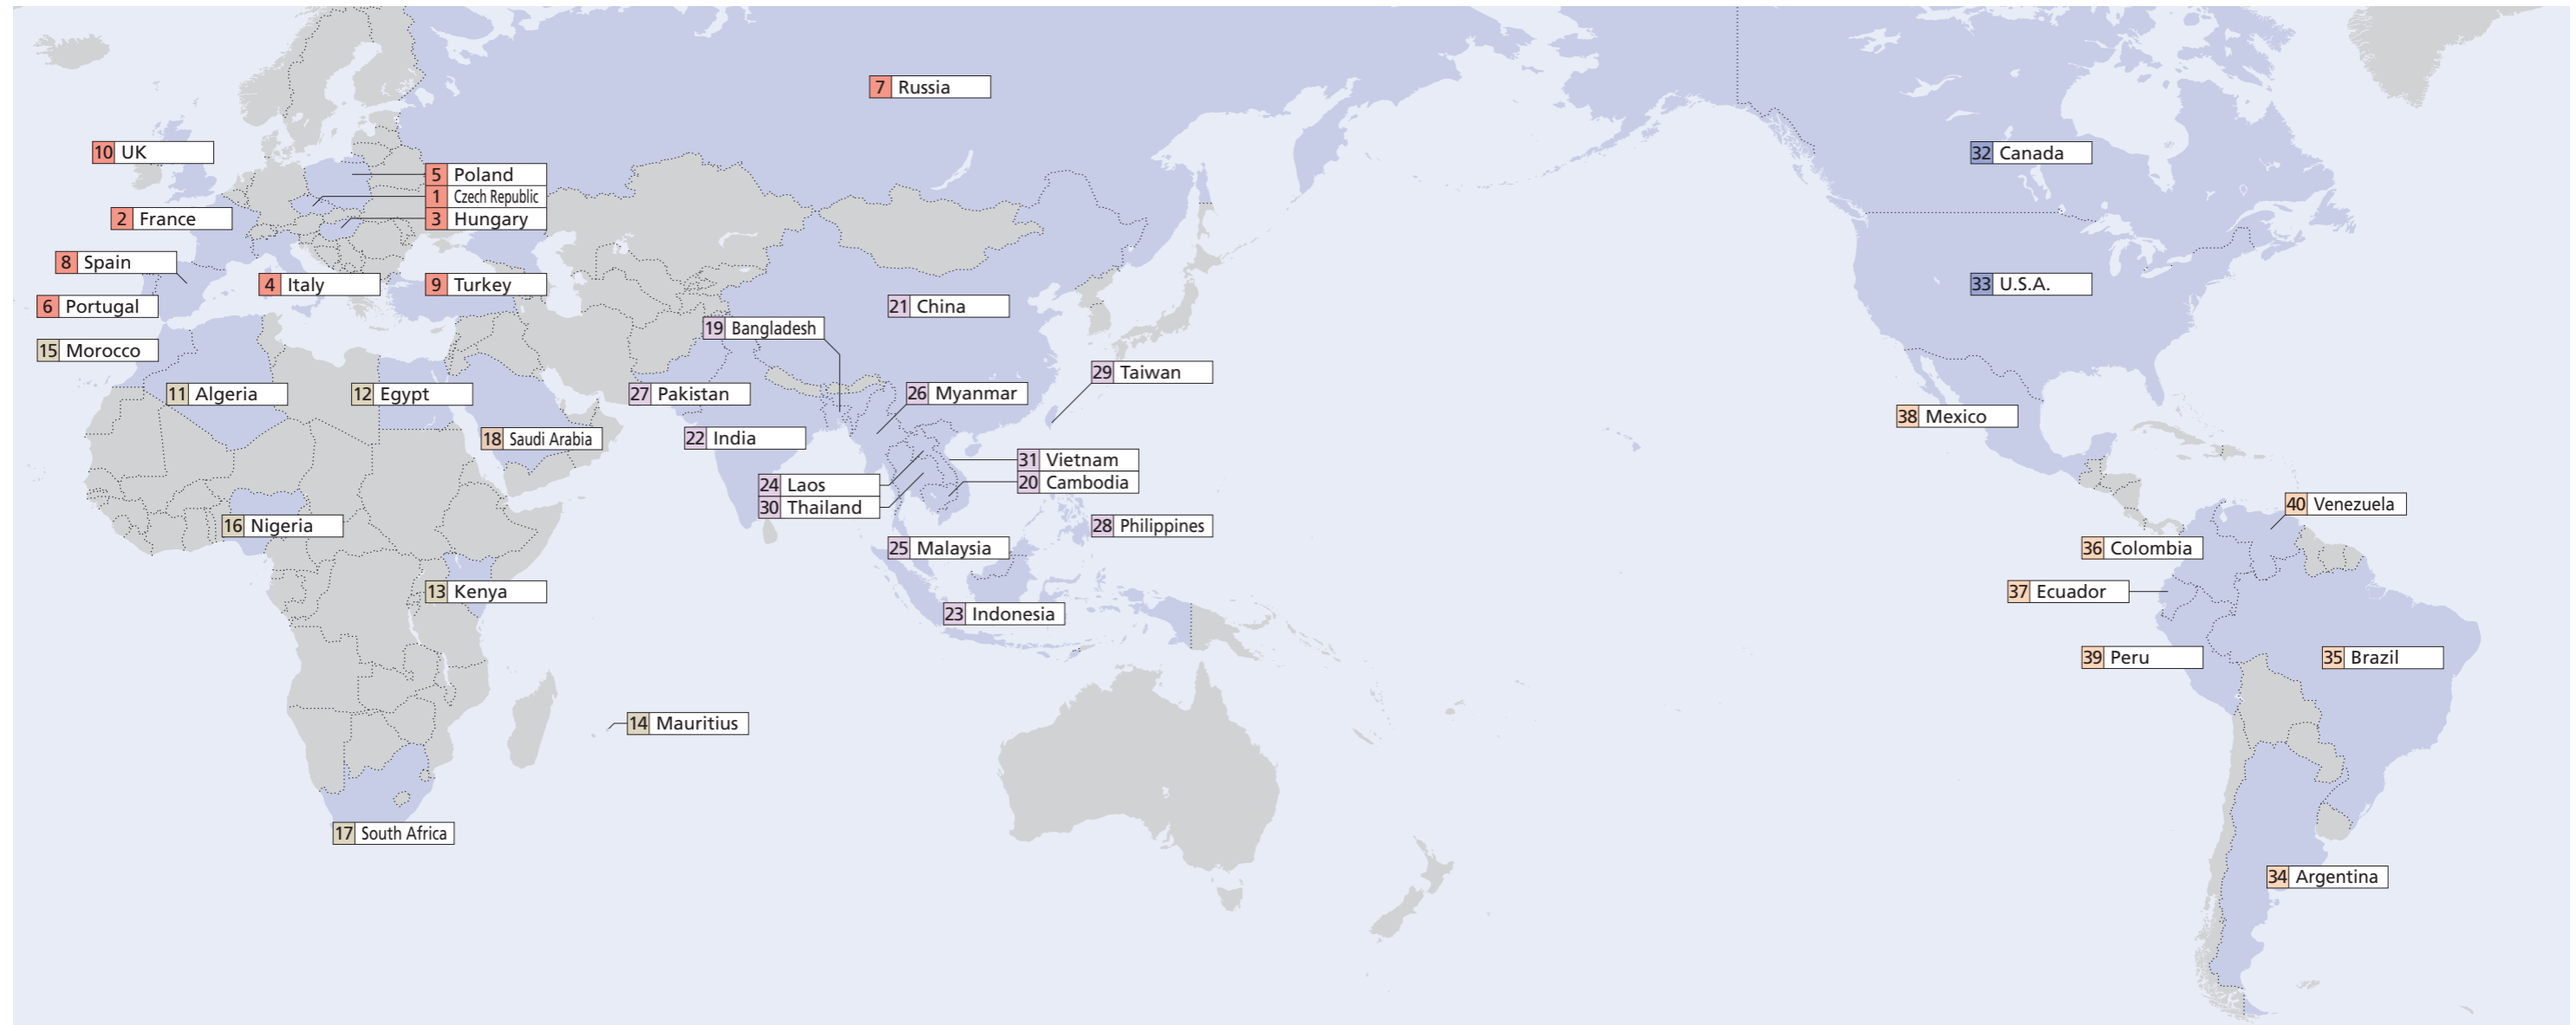 7 Russia
10 UK
32 Canada
5 Poland
1 Czech Republic
2 France
3 Hungary
8 Spain
4 Italy
9 Turkey
33 U.S.A.
6 Portugal
21 China
19 Bangladesh
15 Morocco
29 Taiwan
11 Algeria
12 Egypt
27 Pakistan
26 Myanmar
38 Mexico
18 Saudi Arabia
22 India
31 Vietnam
24 Laos
20 Cambodia
30 Thailand
40 Venezuela
16 Nigeria
28 Philippines
25 Malaysia
36 Colombia
13 Kenya
37 Ecuador
23 Indonesia
39 Peru
35 Brazil
14 Mauritius
17 South Africa
34 Argentina